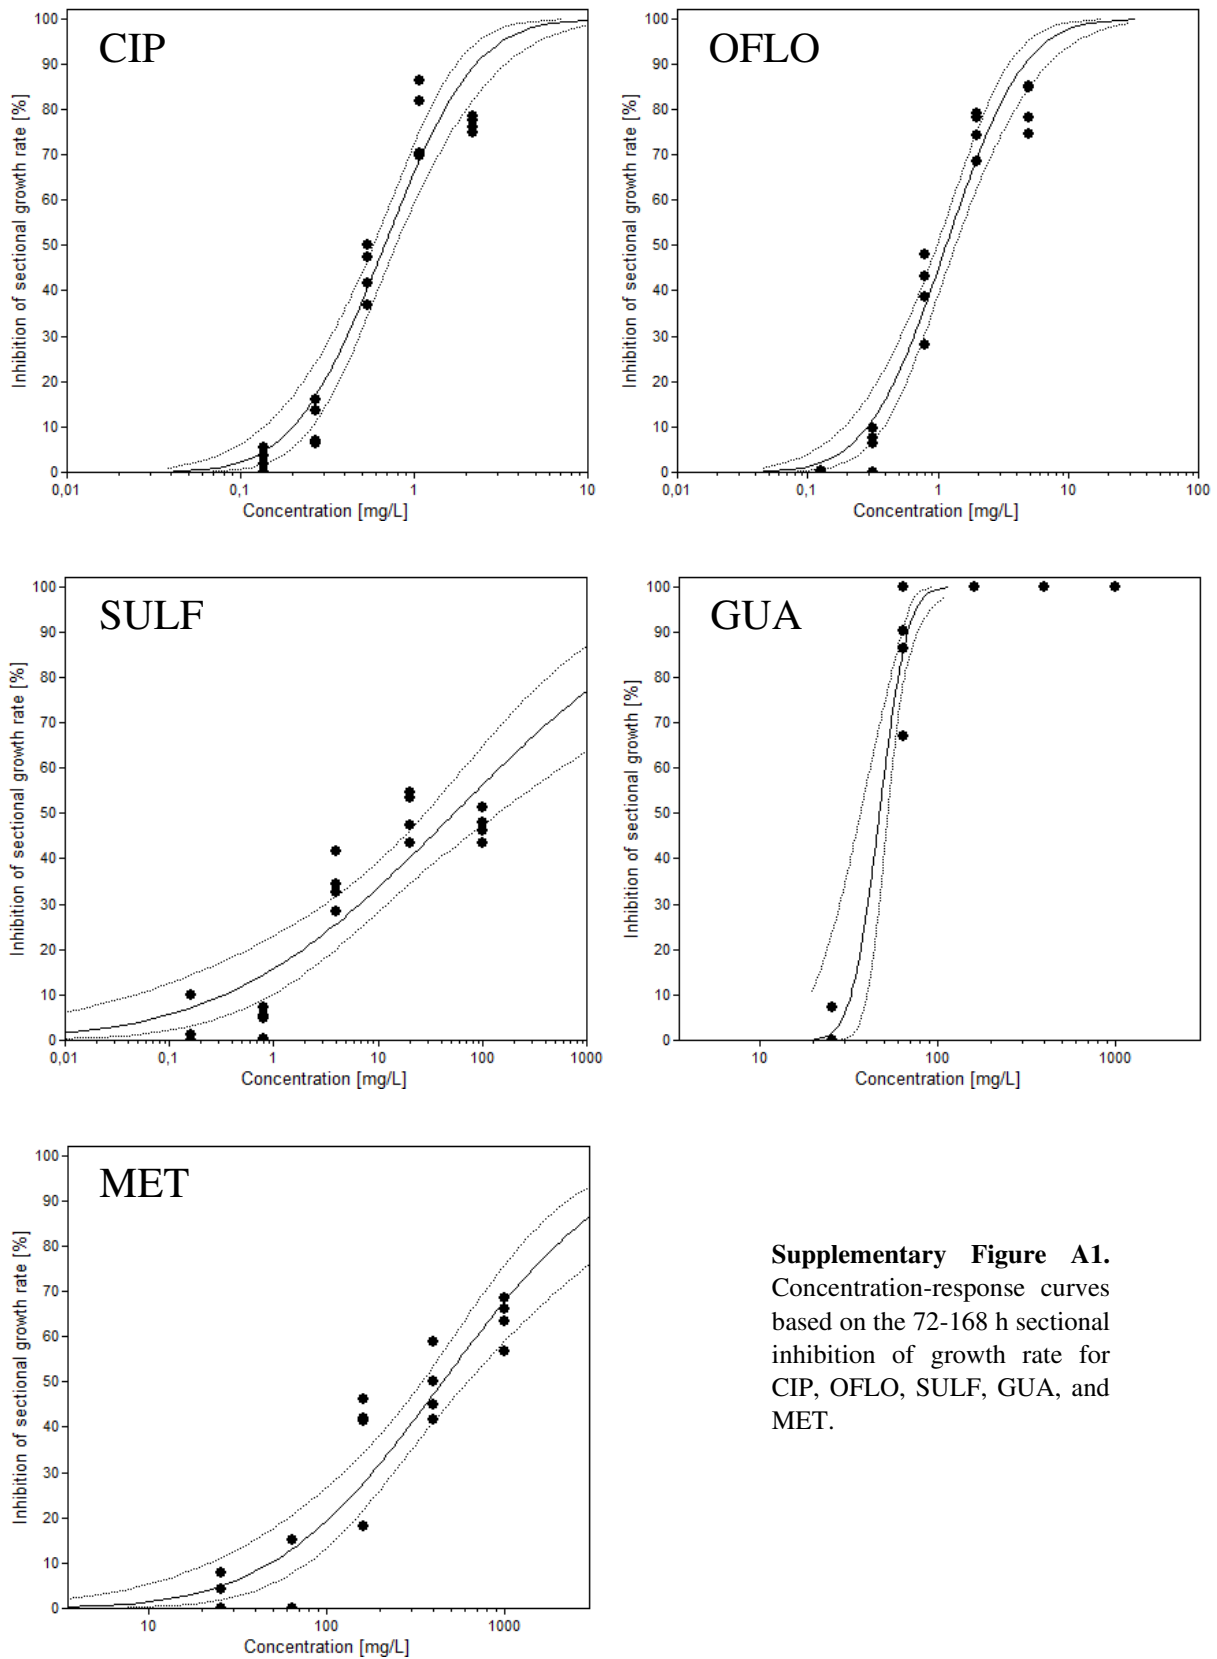 CIP
Inhibition of sectional growth rate [%]
100
90
80
70
60
50
40
30
20
10
0
0,01 0,1 1 10
Concentration [mg/L]
OFLO
Inhibition of sectional growth rate [%]
100
90
80
70
60
50
40
30
20
10
0
0,01 0,1 1 10 100
Concentration [mg/L]
SULF
Inhibition of sectional growth rate [%]
100
90
80
70
60
50
40
30
20
10
0
0,01 0,1 1 10 100 1000
Concentration [mg/L]
GUA
Inhibition of sectional growth [%]
100
90
80
70
60
50
40
30
20
10
0
10 100 1000
Concentration [mg/L]
MET
Inhibition of sectional growth rate [%]
100
90
80
70
60
50
40
30
20
10
0
10 100 1000
Concentration [mg/L]
Supplementary Figure A1.
Concentration-response curves
based on the 72-168 h sectional
inhibition of growth rate for
CIP, OFLO, SULF, GUA, and
MET.